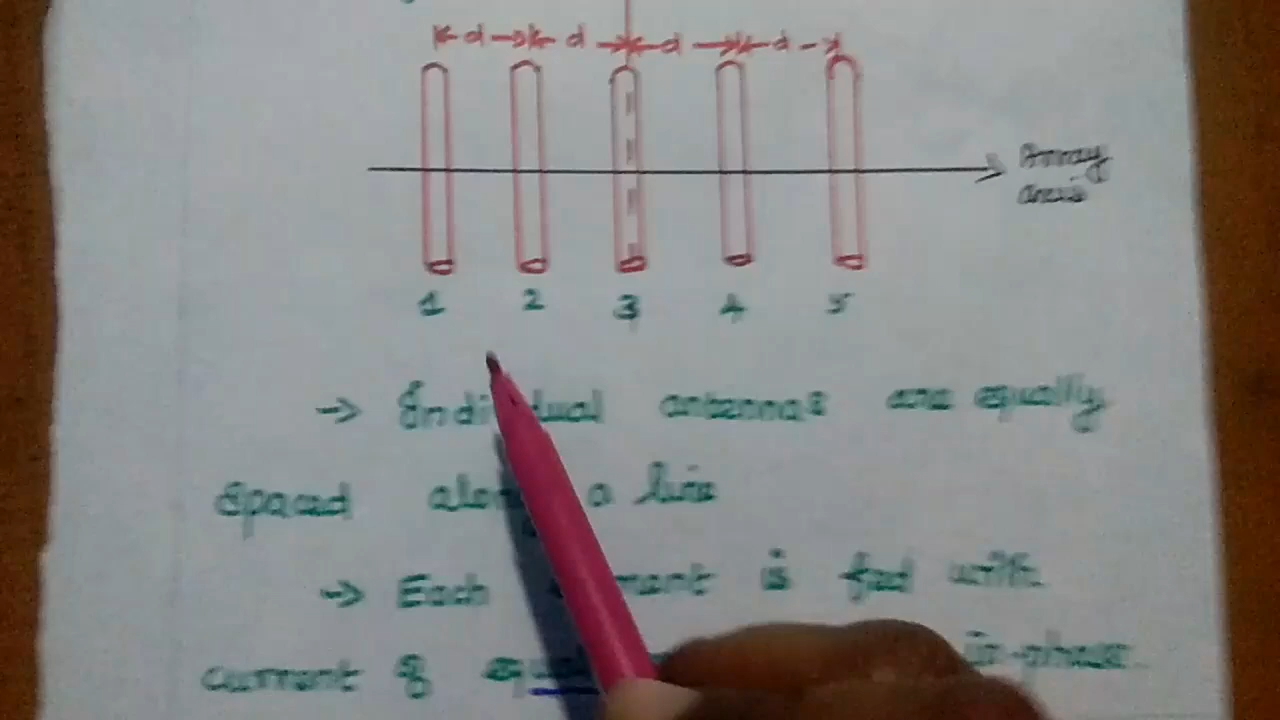 d d d d
Array
axis
1 2 3 4 5
→ Individual antennas are equally
spaced along a line
→ Each element is fed with
current of in-phase